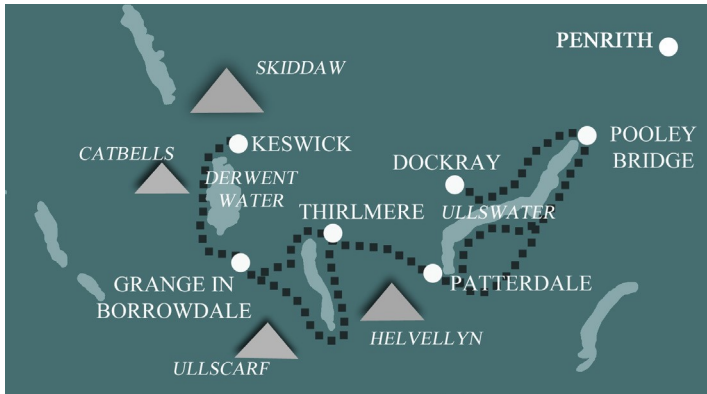 PENRITH
SKIDDAW
KESWICK
POOLEY
BRIDGE
CATBELLS
DOCKRAY
DERWENT
WATER
THIRLMERE
ULLSWATER
GRANGE IN
BORROWDALE
PATTERDALE
HELVELLYN
ULLSCARF